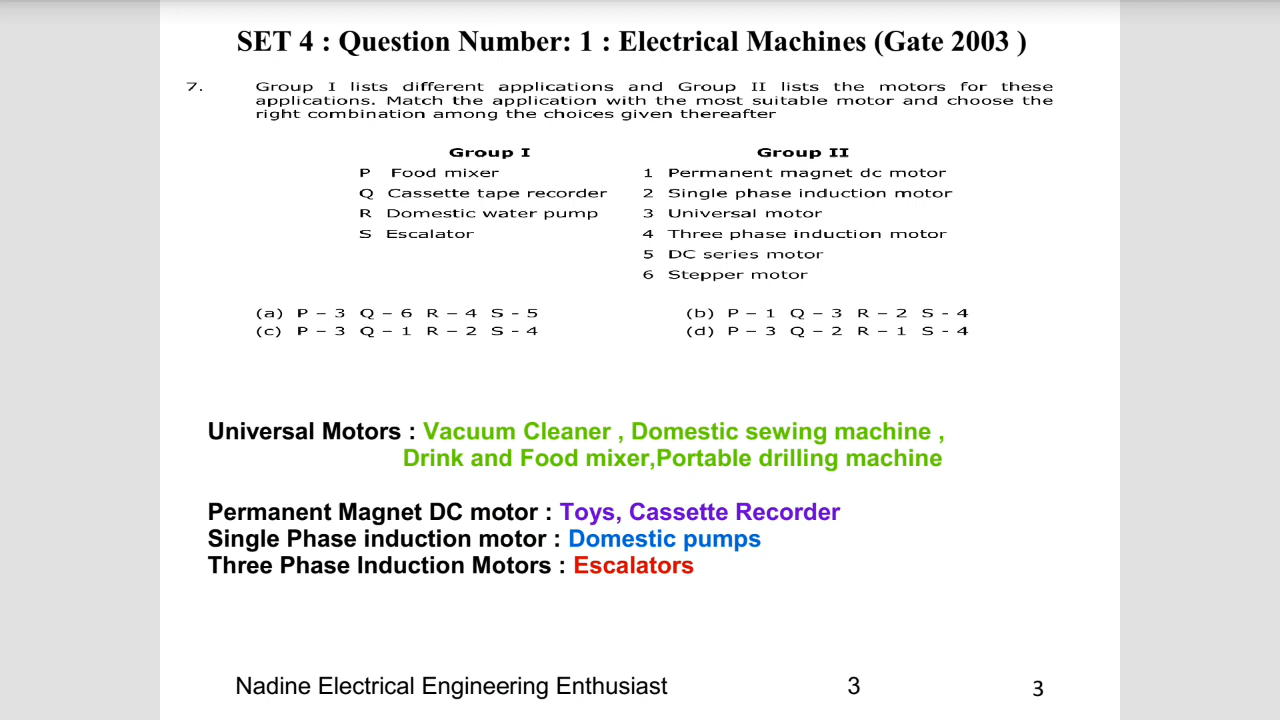 SET 4 : Question Number: 1 : Electrical Machines (Gate 2003 )
7. Group I lists different applications and Group II lists the motors for these
applications. Match the application with the most suitable motor and choose the
right combination among the choices given thereafter
Group I Group II
P Food mixer 1 Permanent magnet dc motor
Q Cassette tape recorder 2 Single phase induction motor
R Domestic water pump 3 Universal motor
S Escalator 4 Three phase induction motor
5 DC series motor
6 Stepper motor
(a) P – 3 Q – 6 R – 4 S - 5 (b) P – 1 Q – 3 R – 2 S - 4
(c) P – 3 Q – 1 R – 2 S - 4 (d) P – 3 Q – 2 R – 1 S - 4
Universal Motors : Vacuum Cleaner , Domestic sewing machine ,
Drink and Food mixer,Portable drilling machine
Permanent Magnet DC motor : Toys, Cassette Recorder
Single Phase induction motor : Domestic pumps
Three Phase Induction Motors : Escalators
Nadine Electrical Engineering Enthusiast 3 3